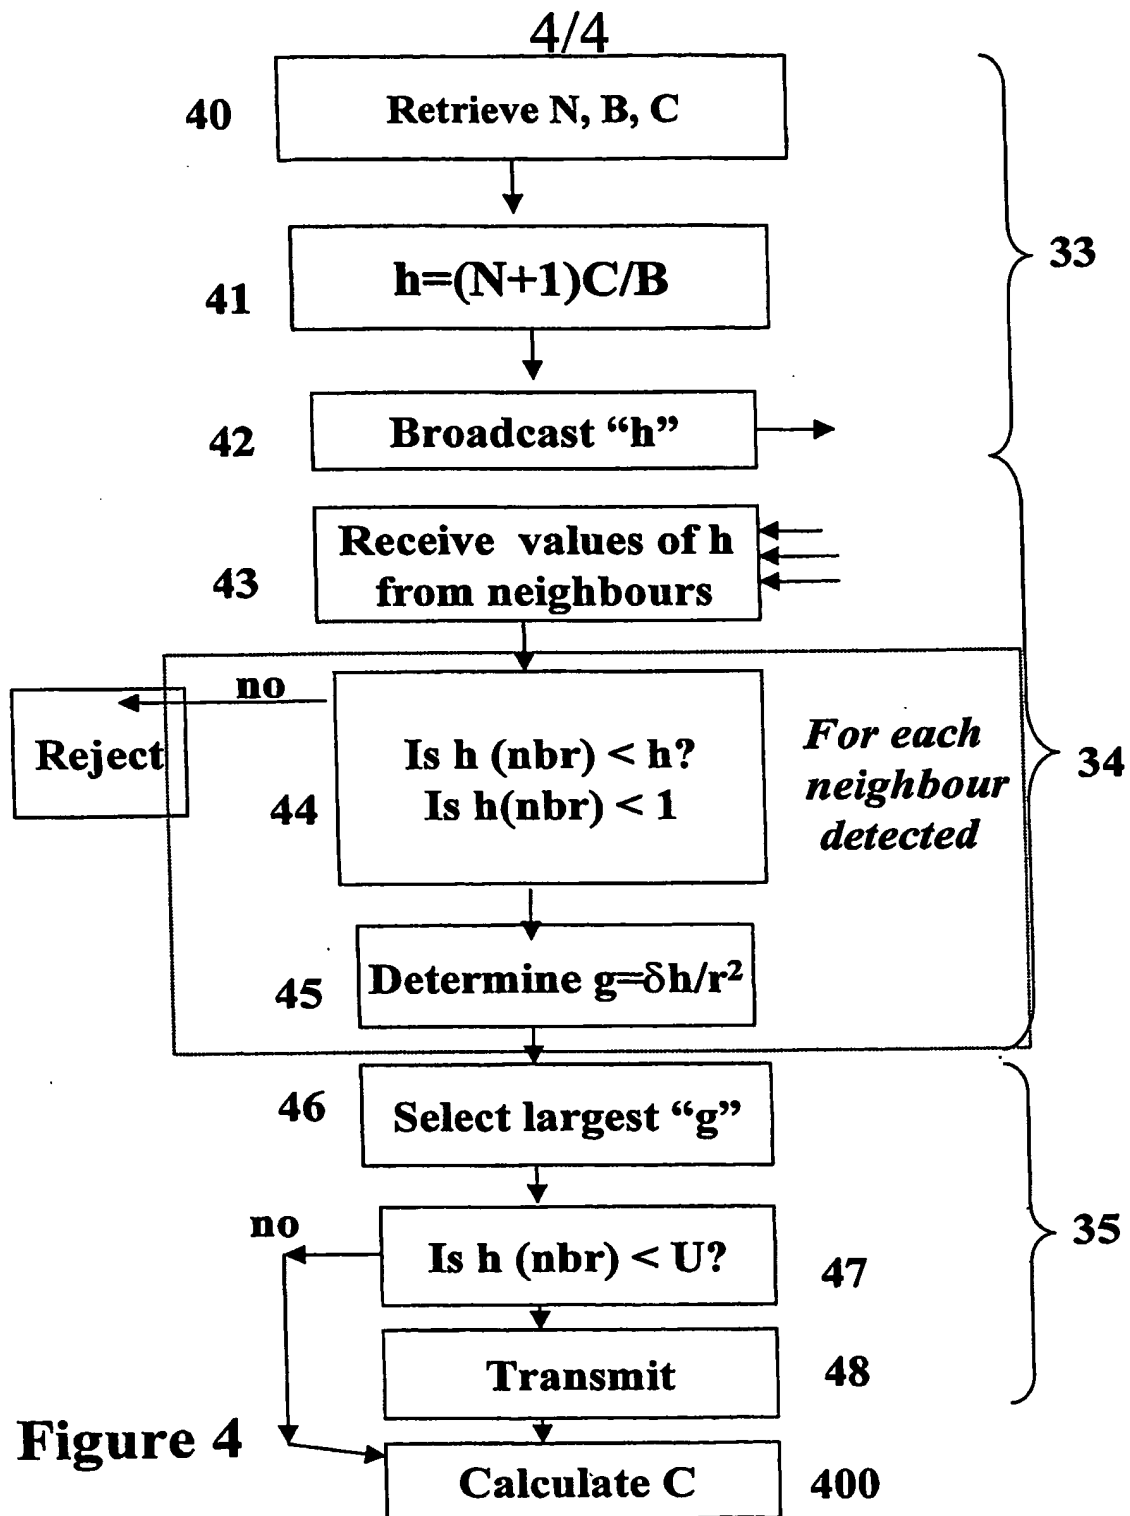 4/4
40
Retrieve N, B, C
33
41
h=(N+1)C/B
42
Broadcast “h”
43
Receive values of h
from neighbours
no
Reject
44
Is h (nbr) < h?
Is h(nbr) < 1
For each
neighbour
detected
34
45
Determine g=δh/r²
46
Select largest “g”
35
no
Is h (nbr) < U?
47
Transmit
48
Figure 4
Calculate C
400